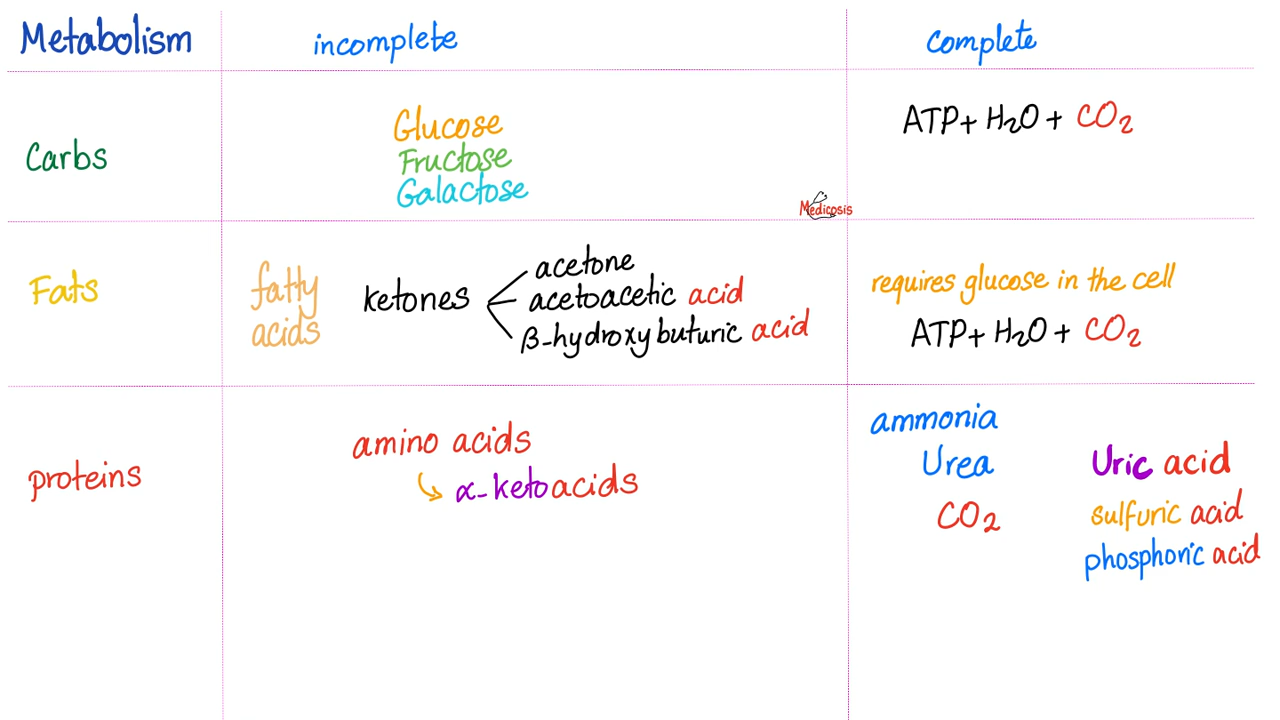 Metabolism incomplete complete
Carbs
Glucose
Fructose
Galactose
ATP + H₂O + CO₂
Medicosis
Fats
fatty
acids
ketones
acetone
acetoacetic acid
β-hydroxybuturic acid
requires glucose in the cell
ATP + H₂O + CO₂
proteins
amino acids
α-ketoacids
ammonia
Urea
CO₂
Uric acid
sulfuric acid
phosphoric acid